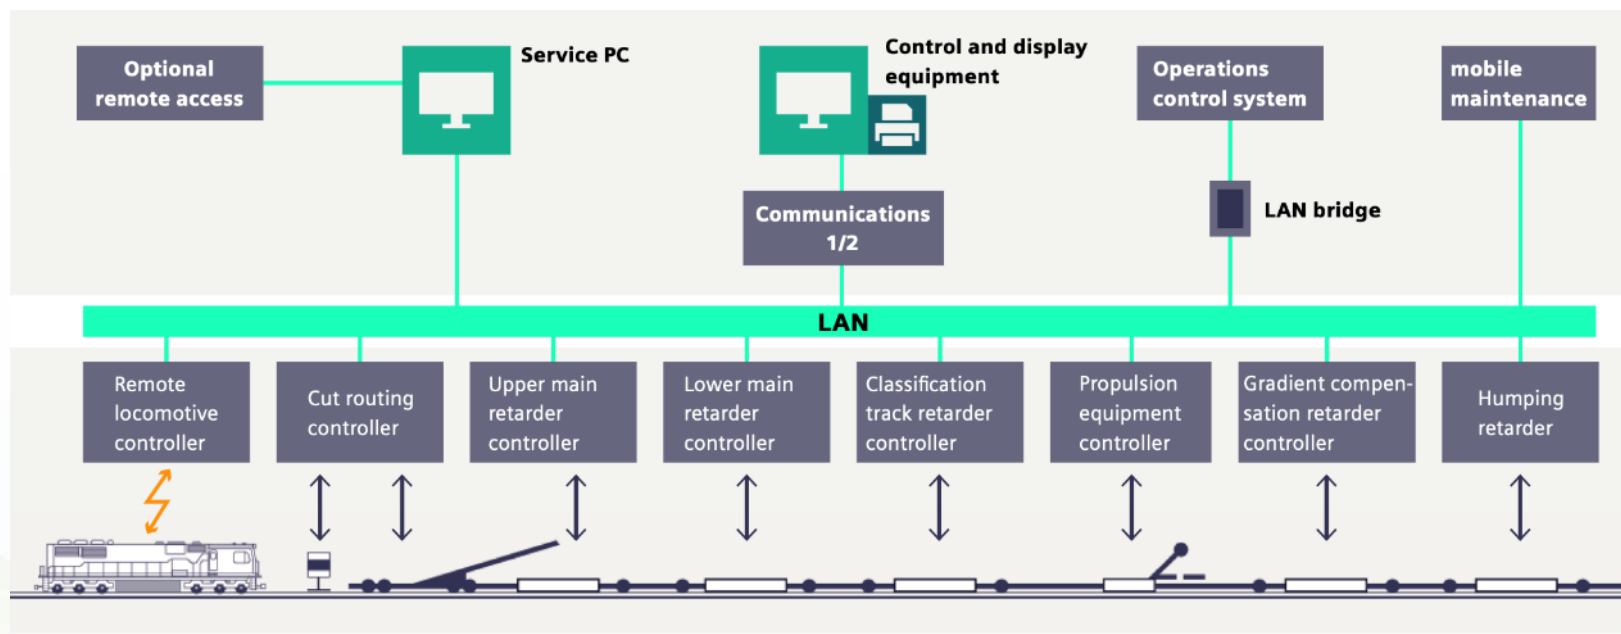 Optional
remote access
Service PC
Control and display
equipment
Operations
control system
mobile
maintenance
Communications
1/2
LAN bridge
LAN
Remote
locomotive
controller
Cut routing
controller
Upper main
retarder
controller
Lower main
retarder
controller
Classification
track retarder
controller
Propulsion
equipment
controller
Gradient compen-
sation retarder
controller
Humping
retarder